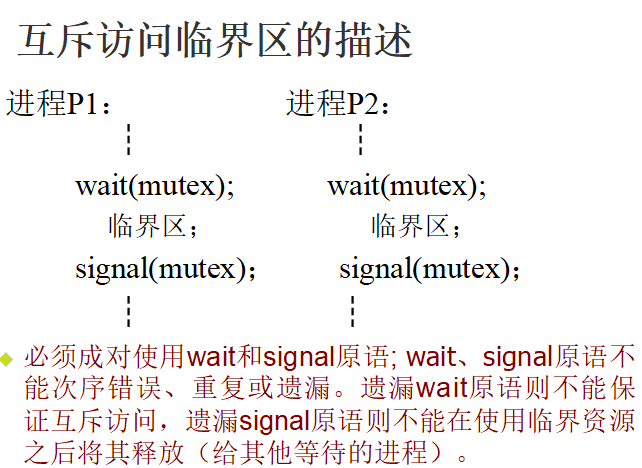 互斥访问临界区的描述
进程P1： 进程P2：
wait(mutex); wait(mutex);
临界区； 临界区；
signal(mutex)； signal(mutex)；
必须成对使用wait和signal原语; wait、signal原语不
能次序错误、重复或遗漏。遗漏wait原语则不能保
证互斥访问，遗漏signal原语则不能在使用临界资源
之后将其释放（给其他等待的进程）。